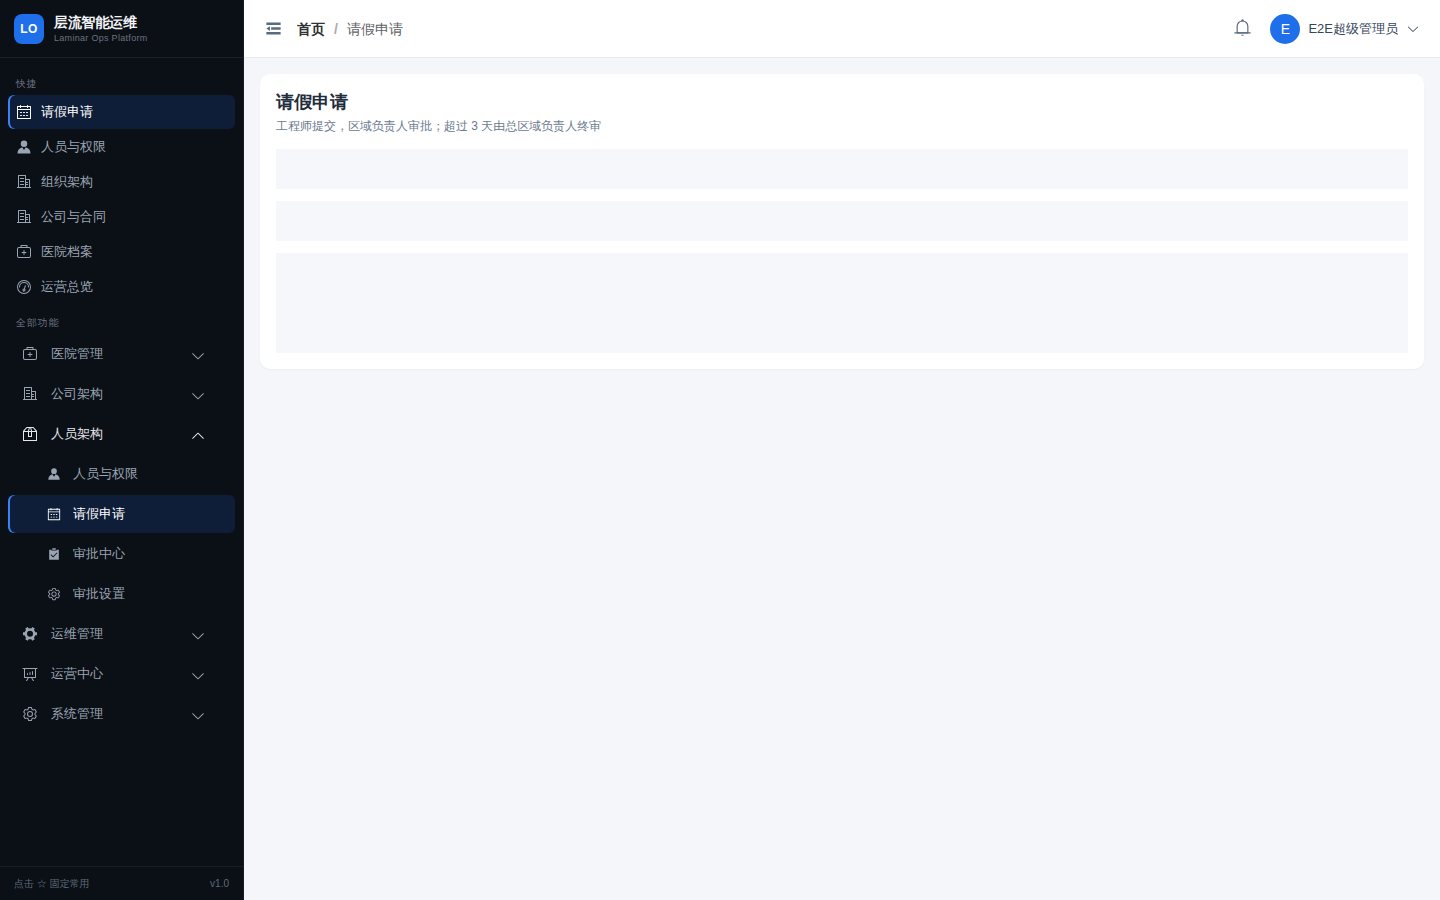 LO
层流智能运维
Laminar Ops Platform
快捷
请假申请
人员与权限
组织架构
公司与合同
医院档案
运营总览
全部功能
医院管理
公司架构
人员架构
人员与权限
请假申请
审批中心
审批设置
运维管理
运营中心
系统管理
点击 ☆ 固定常用
v1.0
首页 / 请假申请
E E2E超级管理员
请假申请
工程师提交，区域负责人审批；超过 3 天由总区域负责人终审